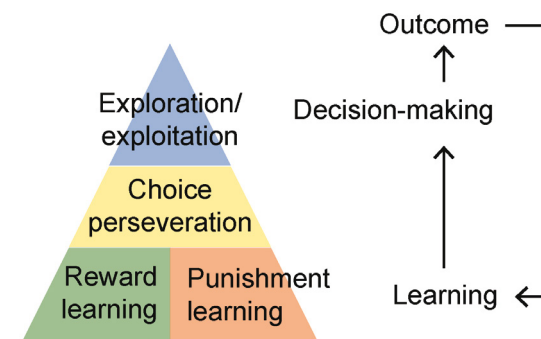 Exploration/
exploitation
Choice
perseveration
Reward
learning
Punishment
learning
Outcome
Decision-making
Learning